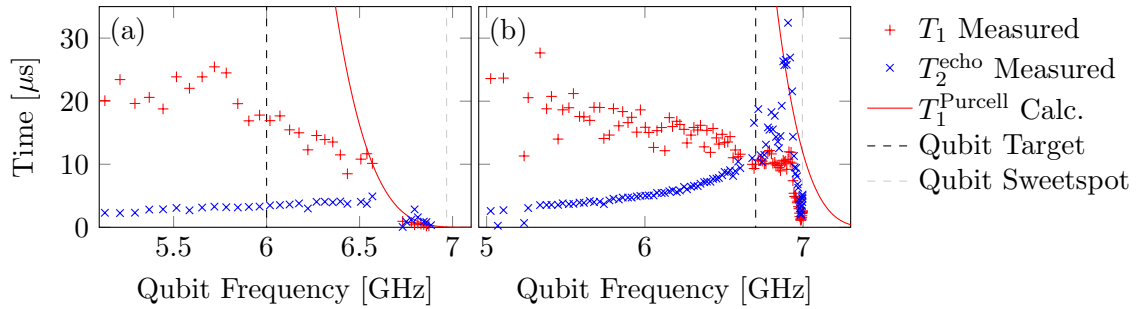 (a)
(b)
Time [μs]
30
20
10
0
5.5
6
6.5
7
5
6
7
Qubit Frequency [GHz]
Qubit Frequency [GHz]
T₁ Measured
T₂ᵉᶜʰᵒ Measured
T₁ᴾᵘʳᶜᵉˡˡ Calc.
Qubit Target
Qubit Sweetspot